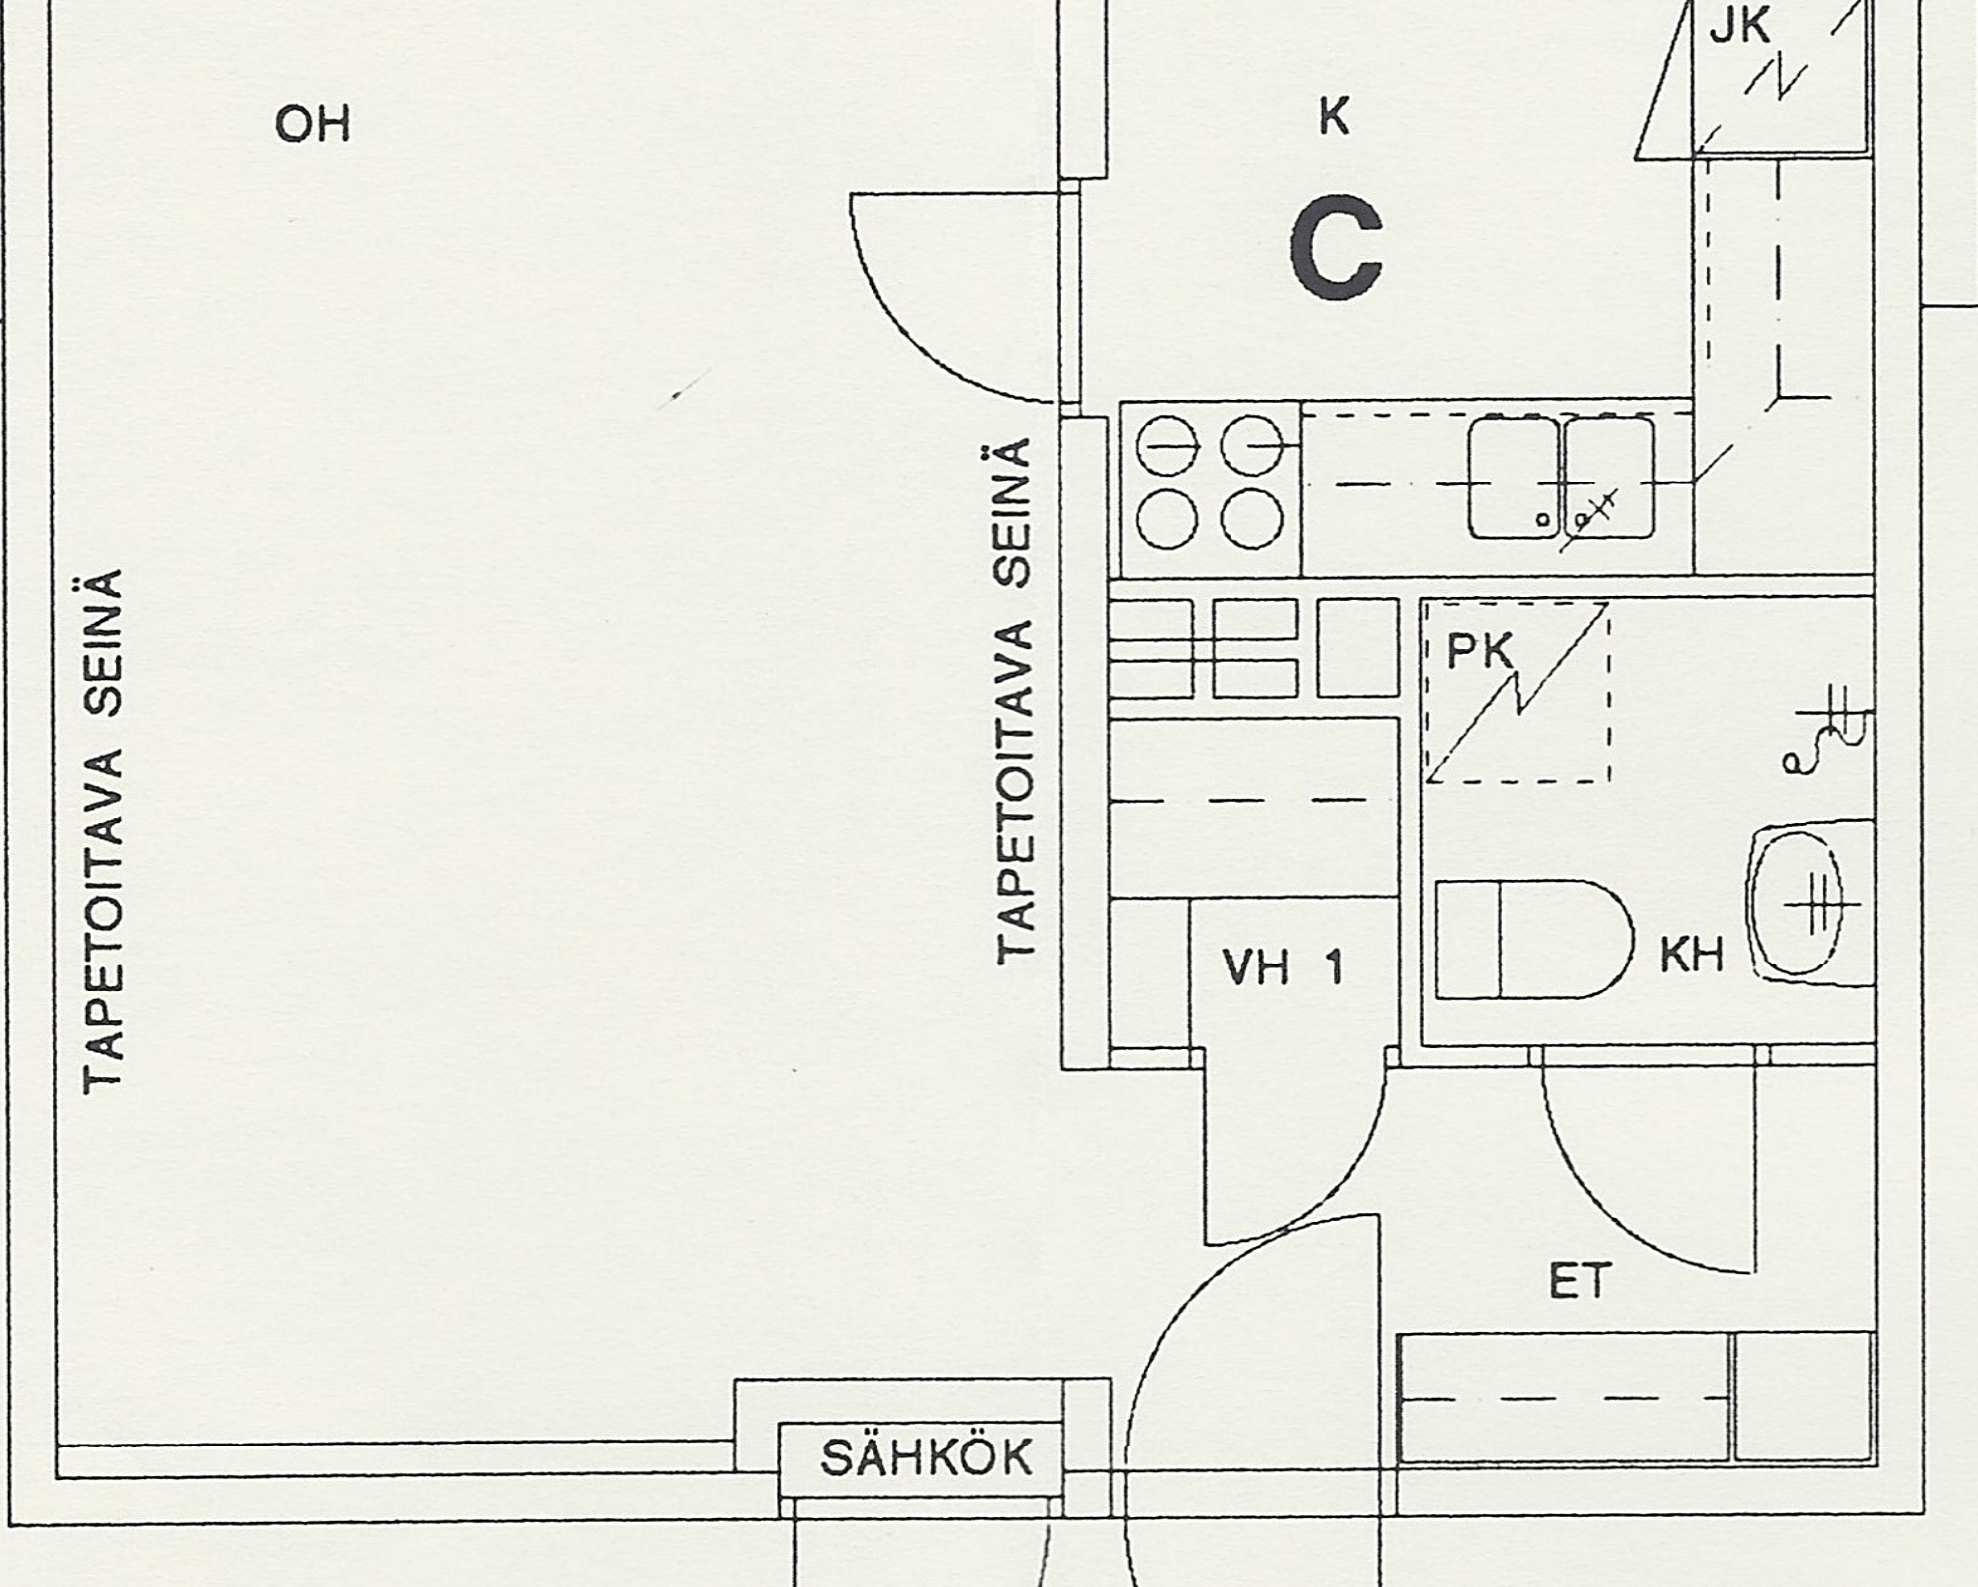 JK
OH
K
C
TAPETOITAVA SEINÄ
TAPETOITAVA SEINÄ
PK
VH 1
KH
ET
SÄHKÖK